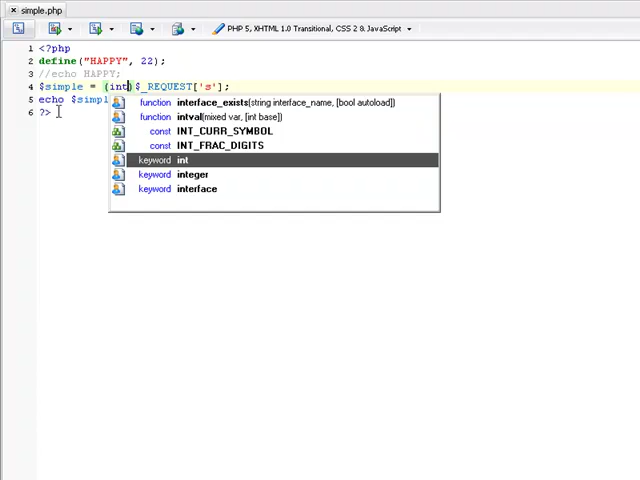 simple.php
PHP 5, XHTML 1.0 Transitional, CSS 2 & JavaScript
1 <?php
2 define("HAPPY", 22);
3 //echo HAPPY;
4 $simple = (int)$_REQUEST['s'];
5 echo $simpl
6 ?>
function interface_exists(string interface_name, [bool autoload])
function intval(mixed var, [int base])
const INT_CURR_SYMBOL
const INT_FRAC_DIGITS
keyword int
keyword integer
keyword interface